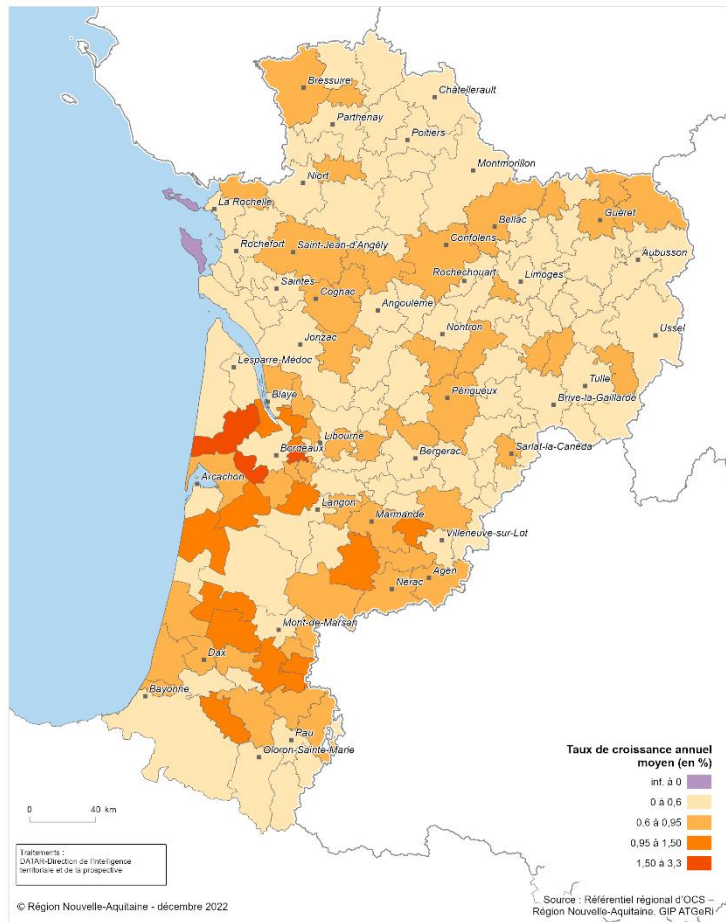 Bressuire
Châtellerault
Parthenay
Poitiers
Montmorillon
Niort
La Rochelle
Bellac
Guéret
Rochefort
Saint-Jean-d'Angély
Confolens
Aubusson
Saintes
Cognac
Rochechouart
Limoges
Angoulême
Jonzac
Nontron
Ussel
Lesparre-Médoc
Blaye
Périgueux
Tulle
Brive-la-Gaillarde
Libourne
Bordeaux
Bergerac
Sarlat-la-Canéda
Arcachon
Langon
Marmande
Villeneuve-sur-Lot
Agen
Nérac
Mont-de-Marsan
Dax
Bayonne
Pau
Oloron-Sainte-Marie
Taux de croissance annuel
moyen (en %)
inf. à 0
0 à 0,6
0,6 à 0,95
0,95 à 1,50
1,50 à 3,3
0 40 km
Traitements :
DATAR-Direction de l'Intelligence
territoriale et de la prospective
© Région Nouvelle-Aquitaine - décembre 2022
Source : Référentiel régional d'OCS –
Région Nouvelle-Aquitaine, GIP ATGeRi